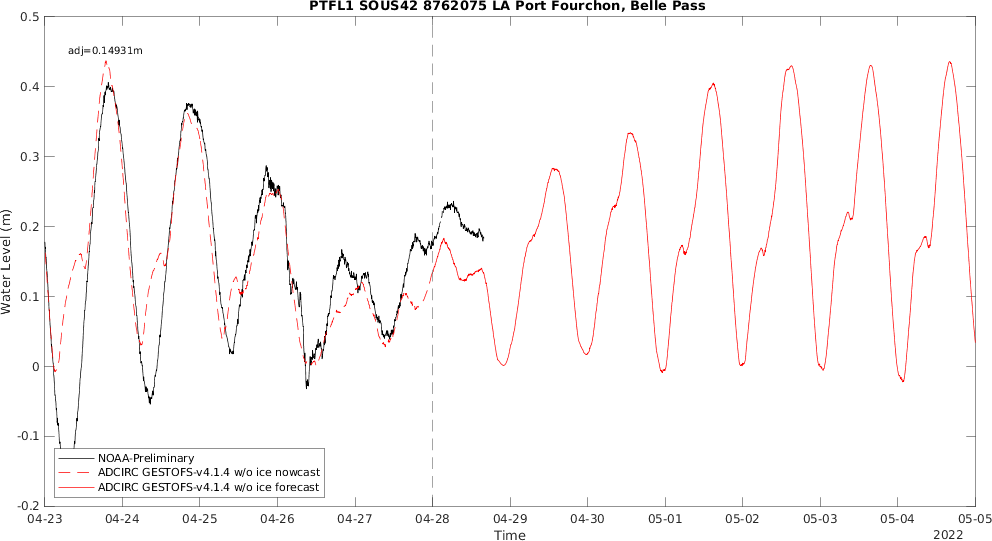 PTFL1 SOUS42 8762075 LA Port Fourchon, Belle Pass
adj=0.14931m
0.5
0.4
0.3
0.2
0.1
0
-0.1
-0.2
Water Level (m)
NOAA-Preliminary
ADCIRC GESTOFS-v4.1.4 w/o ice nowcast
ADCIRC GESTOFS-v4.1.4 w/o ice forecast
04-23 04-24 04-25 04-26 04-27 04-28 04-29 04-30 05-01 05-02 05-03 05-04 05-05
Time
2022